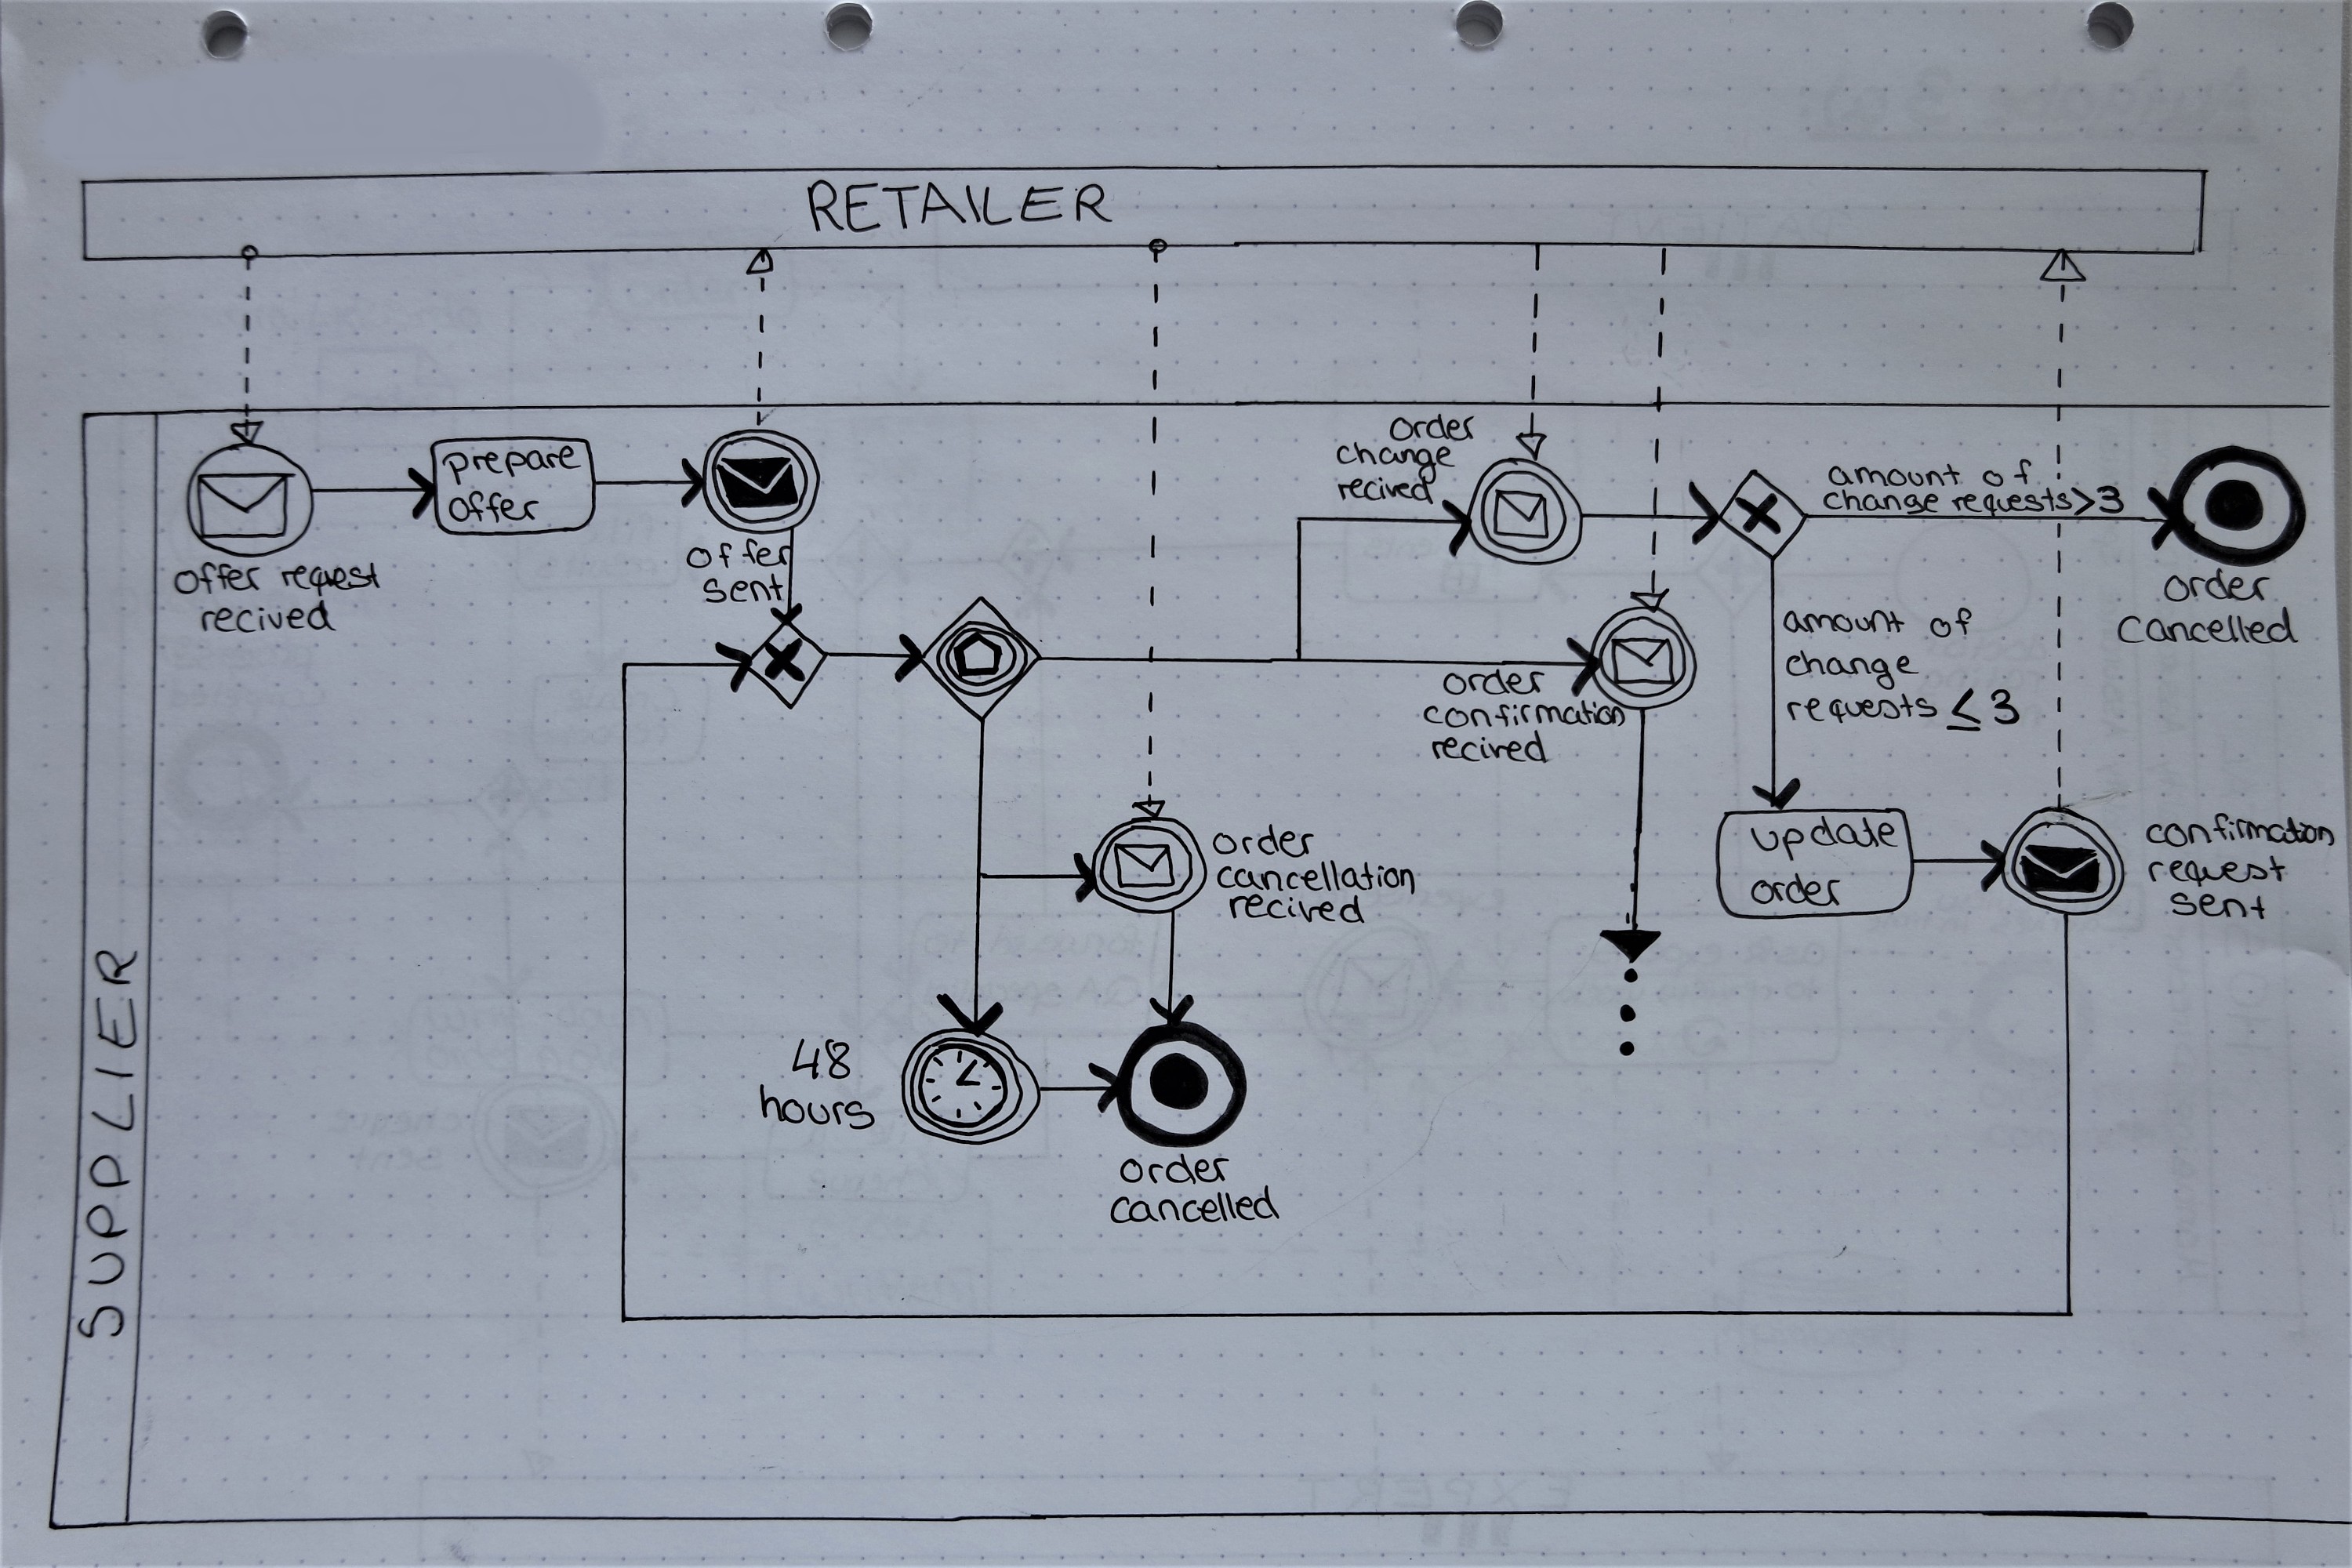 RETAILER
SUPPLIER
offer request
recived
prepare
offer
offer
sent
order
change
recived
amount of
change requests>3
order
cancelled
amount of
change
requests ≤ 3
order
confirmation
recived
order
cancellation
recived
update
order
confirmation
request
sent
48
hours
order
cancelled
EXPERT